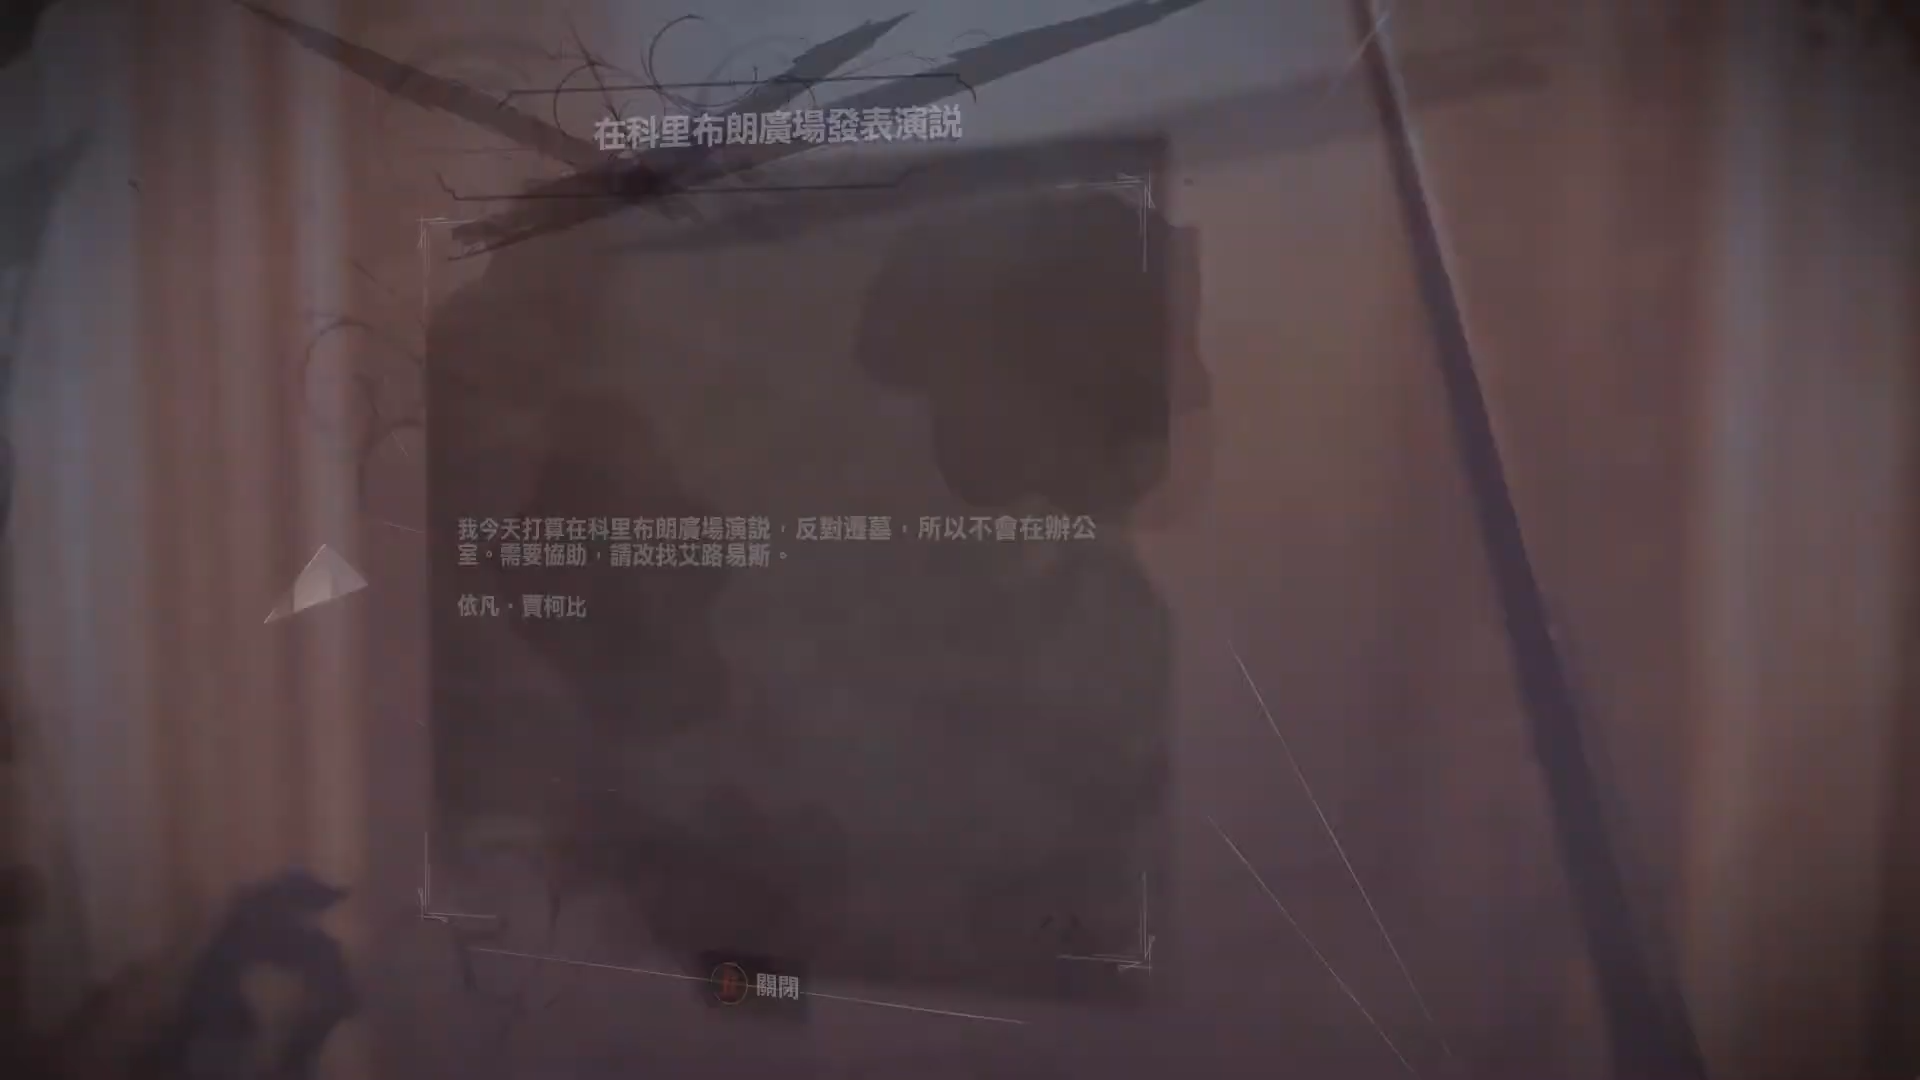 在科里布朗廣場發表演説
我今天打算在科里布朗廣場演説，反對遷墓，所以不會在辦公
室。需要協助，請改找艾路易斯。
依凡·賈柯比
B 關閉